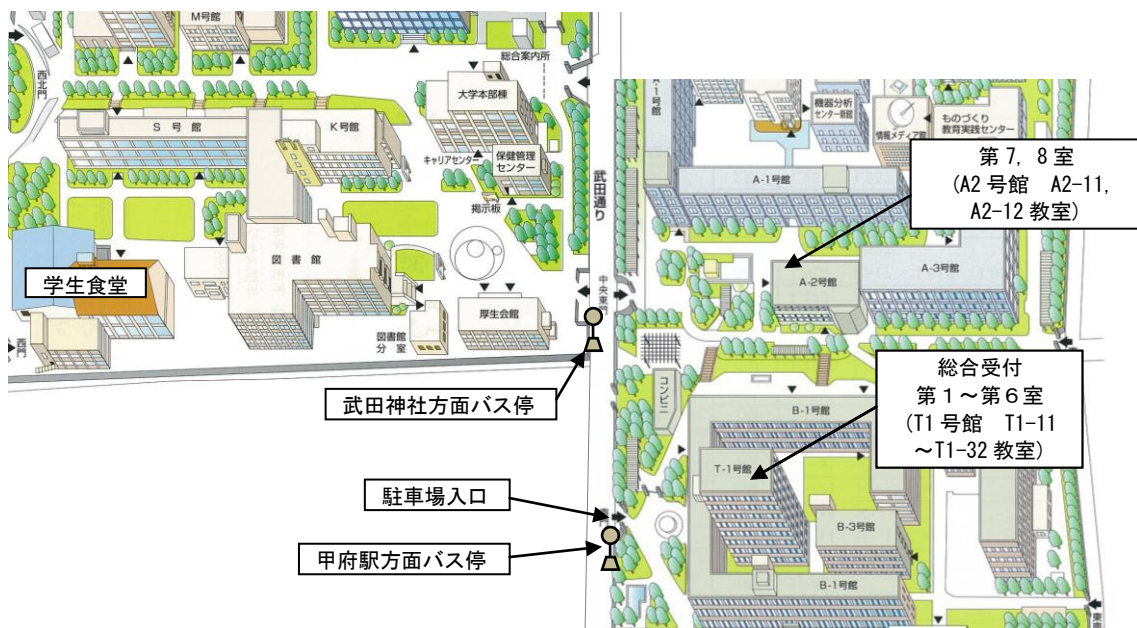 M号館
総合案内所
西北門
大学本部棟
S号館
K号館
キャリアセンター
保健管理
センター
掲示板
武田通り
A-1号館
機器分析
センター新館
情報メディア館
ものづくり
教育実践センター
第7,8室
(A2号館 A2-11,
A2-12教室)
A-1号館
A-3号館
A-2号館
学生食堂
図書館
厚生会館
図書館
分室
西門
中央東門
武田神社方面バス停
コンビニ
総合受付
第1~第6室
(T1号館 T1-11
~T1-32教室)
B-1号館
T-1号館
駐車場入口
B-3号館
甲府駅方面バス停
B-1号館